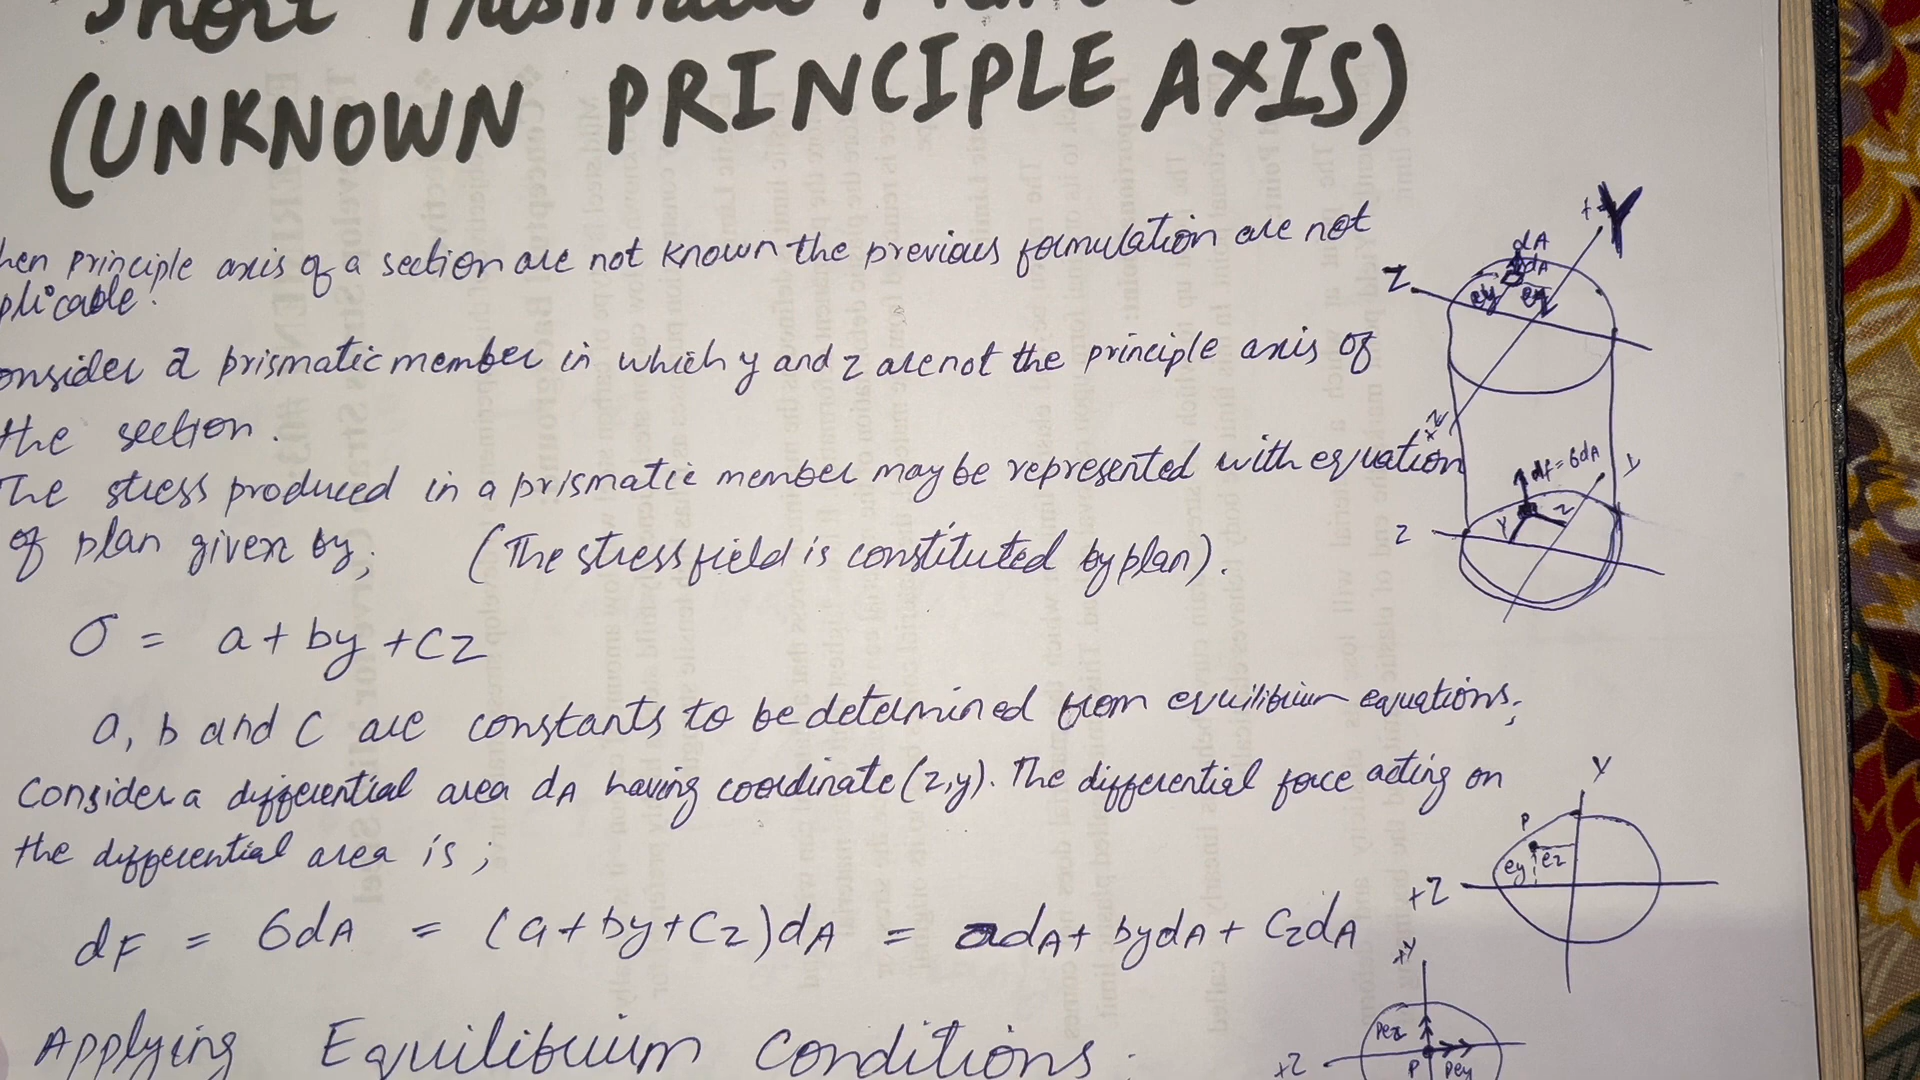 Short Prismatic
(UNKNOWN PRINCIPLE AXIS)
hen principle axis of a section are not known the previous formulation are not
plicable.
onsider a prismatic member in which y and z are not the principle axis of
the section.
The stress produced in a prismatic member may be represented with equation
of plan given by; (The stress field is constituted by plan).
σ = a + by + cz
a, b and c are constants to be determined from equilibrium equations;
Consider a differential area dA having coordinate (z,y). The differential force acting on
the differential area is;
dF = σdA = (a + by + cz)dA = adA + bydA + czdA
Applying Equilibrium Conditions:
+Y
dA
dA
Z
ey
Z
dF = σdA
Y
z
Y
Z
Y
P
ey
ez
+Z
+Y
Pez
+Z
P
Pey